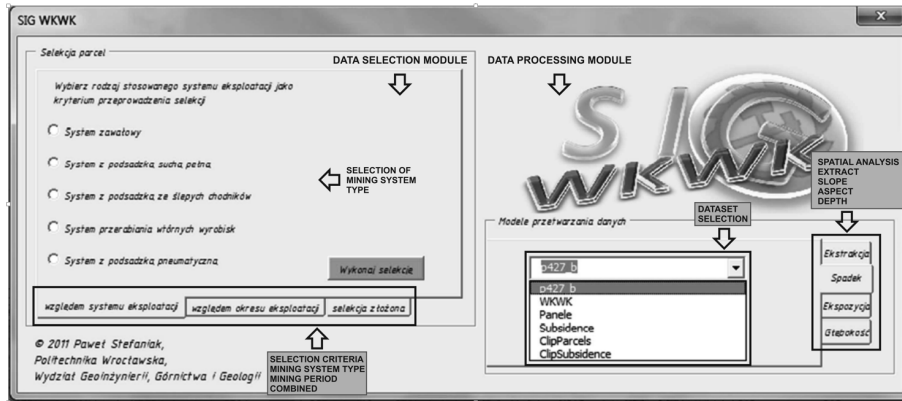 SIG WKWK
Selekcja parcel
DATA SELECTION MODULE
Wybierz rodzaj stosowanego systemu eksploatacji jako
kryterium przeprowadzenia selekcji
System zawałowy
System z podsadzką suchą pełną
System z podsadzką ze ślepych chodników
System przerabiania wtórnych wyrobisk
System z podsadzką pneumatyczną
SELECTION OF
MINING SYSTEM
TYPE
Wykonaj selekcję
względem systemu eksploatacji
względem okresu eksploatacji
selekcja złożona
© 2011 Paweł Stefaniak,
Politechnika Wrocławska,
Wydział Geoinżynierii, Górnictwa i Geologii
SELECTION CRITERIA
MINING SYSTEM TYPE
MINING PERIOD
COMBINED
DATA PROCESSING MODULE
SIG
WKWK
SPATIAL ANALYSIS
EXTRACT
SLOPE
ASPECT
DEPTH
DATASET
SELECTION
Modele przetwarzania danych
p427_b
p427_b
WKWK
Panele
Subsidence
ClipParcels
ClipSubsidence
Ekstrakcja
Spadek
Ekspozycja
Głębokość